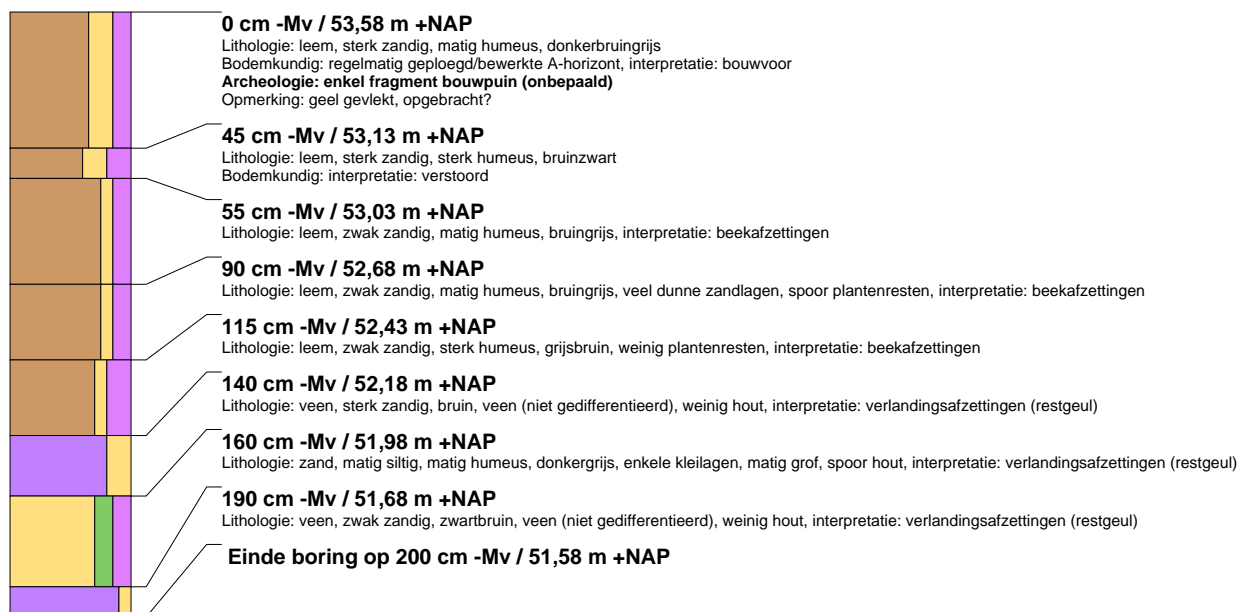 0 cm -Mv / 53,58 m +NAP
Lithologie: leem, sterk zandig, matig humeus, donkerbruingrijs
Bodemkundig: regelmatig geploegd/bewerkte A-horizont, interpretatie: bouwvoor
Archeologie: enkel fragment bouwpuin (onbepaald)
Opmerking: geel gevlekt, opgebracht?
45 cm -Mv / 53,13 m +NAP
Lithologie: leem, sterk zandig, sterk humeus, bruinzwart
Bodemkundig: interpretatie: verstoord
55 cm -Mv / 53,03 m +NAP
Lithologie: leem, zwak zandig, matig humeus, bruingrijs, interpretatie: beekafzettingen
90 cm -Mv / 52,68 m +NAP
Lithologie: leem, zwak zandig, matig humeus, bruingrijs, veel dunne zandlagen, spoor plantenresten, interpretatie: beekafzettingen
115 cm -Mv / 52,43 m +NAP
Lithologie: leem, zwak zandig, sterk humeus, grijsbruin, weinig plantenresten, interpretatie: beekafzettingen
140 cm -Mv / 52,18 m +NAP
Lithologie: veen, sterk zandig, bruin, veen (niet gedifferentieerd), weinig hout, interpretatie: verlandingsafzettingen (restgeul)
160 cm -Mv / 51,98 m +NAP
Lithologie: zand, matig siltig, matig humeus, donkergrijs, enkele kleilagen, matig grof, spoor hout, interpretatie: verlandingsafzettingen (restgeul)
190 cm -Mv / 51,68 m +NAP
Lithologie: veen, zwak zandig, zwartbruin, veen (niet gedifferentieerd), weinig hout, interpretatie: verlandingsafzettingen (restgeul)
Einde boring op 200 cm -Mv / 51,58 m +NAP